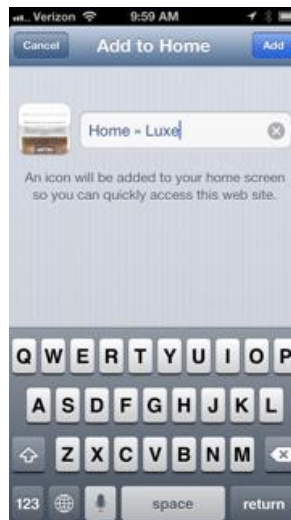 Verizon 9:59 AM
Cancel Add to Home Add
Home » Luxe
An icon will be added to your home screen
so you can quickly access this web site.
Q W E R T Y U I O P
A S D F G H J K L
Z X C V B N M
123 space return